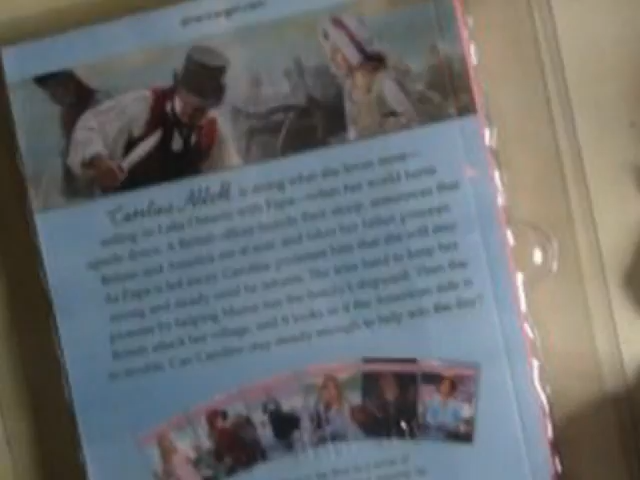 Caroline Abbott is doing what she loves most—
sailing on Lake Ontario with Papa—when her world turns
upside down. A British officer boards their sloop, announces that
Britain and America are at war, and takes her father prisoner.
As Papa is led away, Caroline promises him that she will stay
strong and steady until he returns. She tries hard to keep her
promise by helping Mama run the family's shipyard. Then the
British attack her village, and it looks as if the American side is
in trouble. Can Caroline stay steady enough to help win the day?